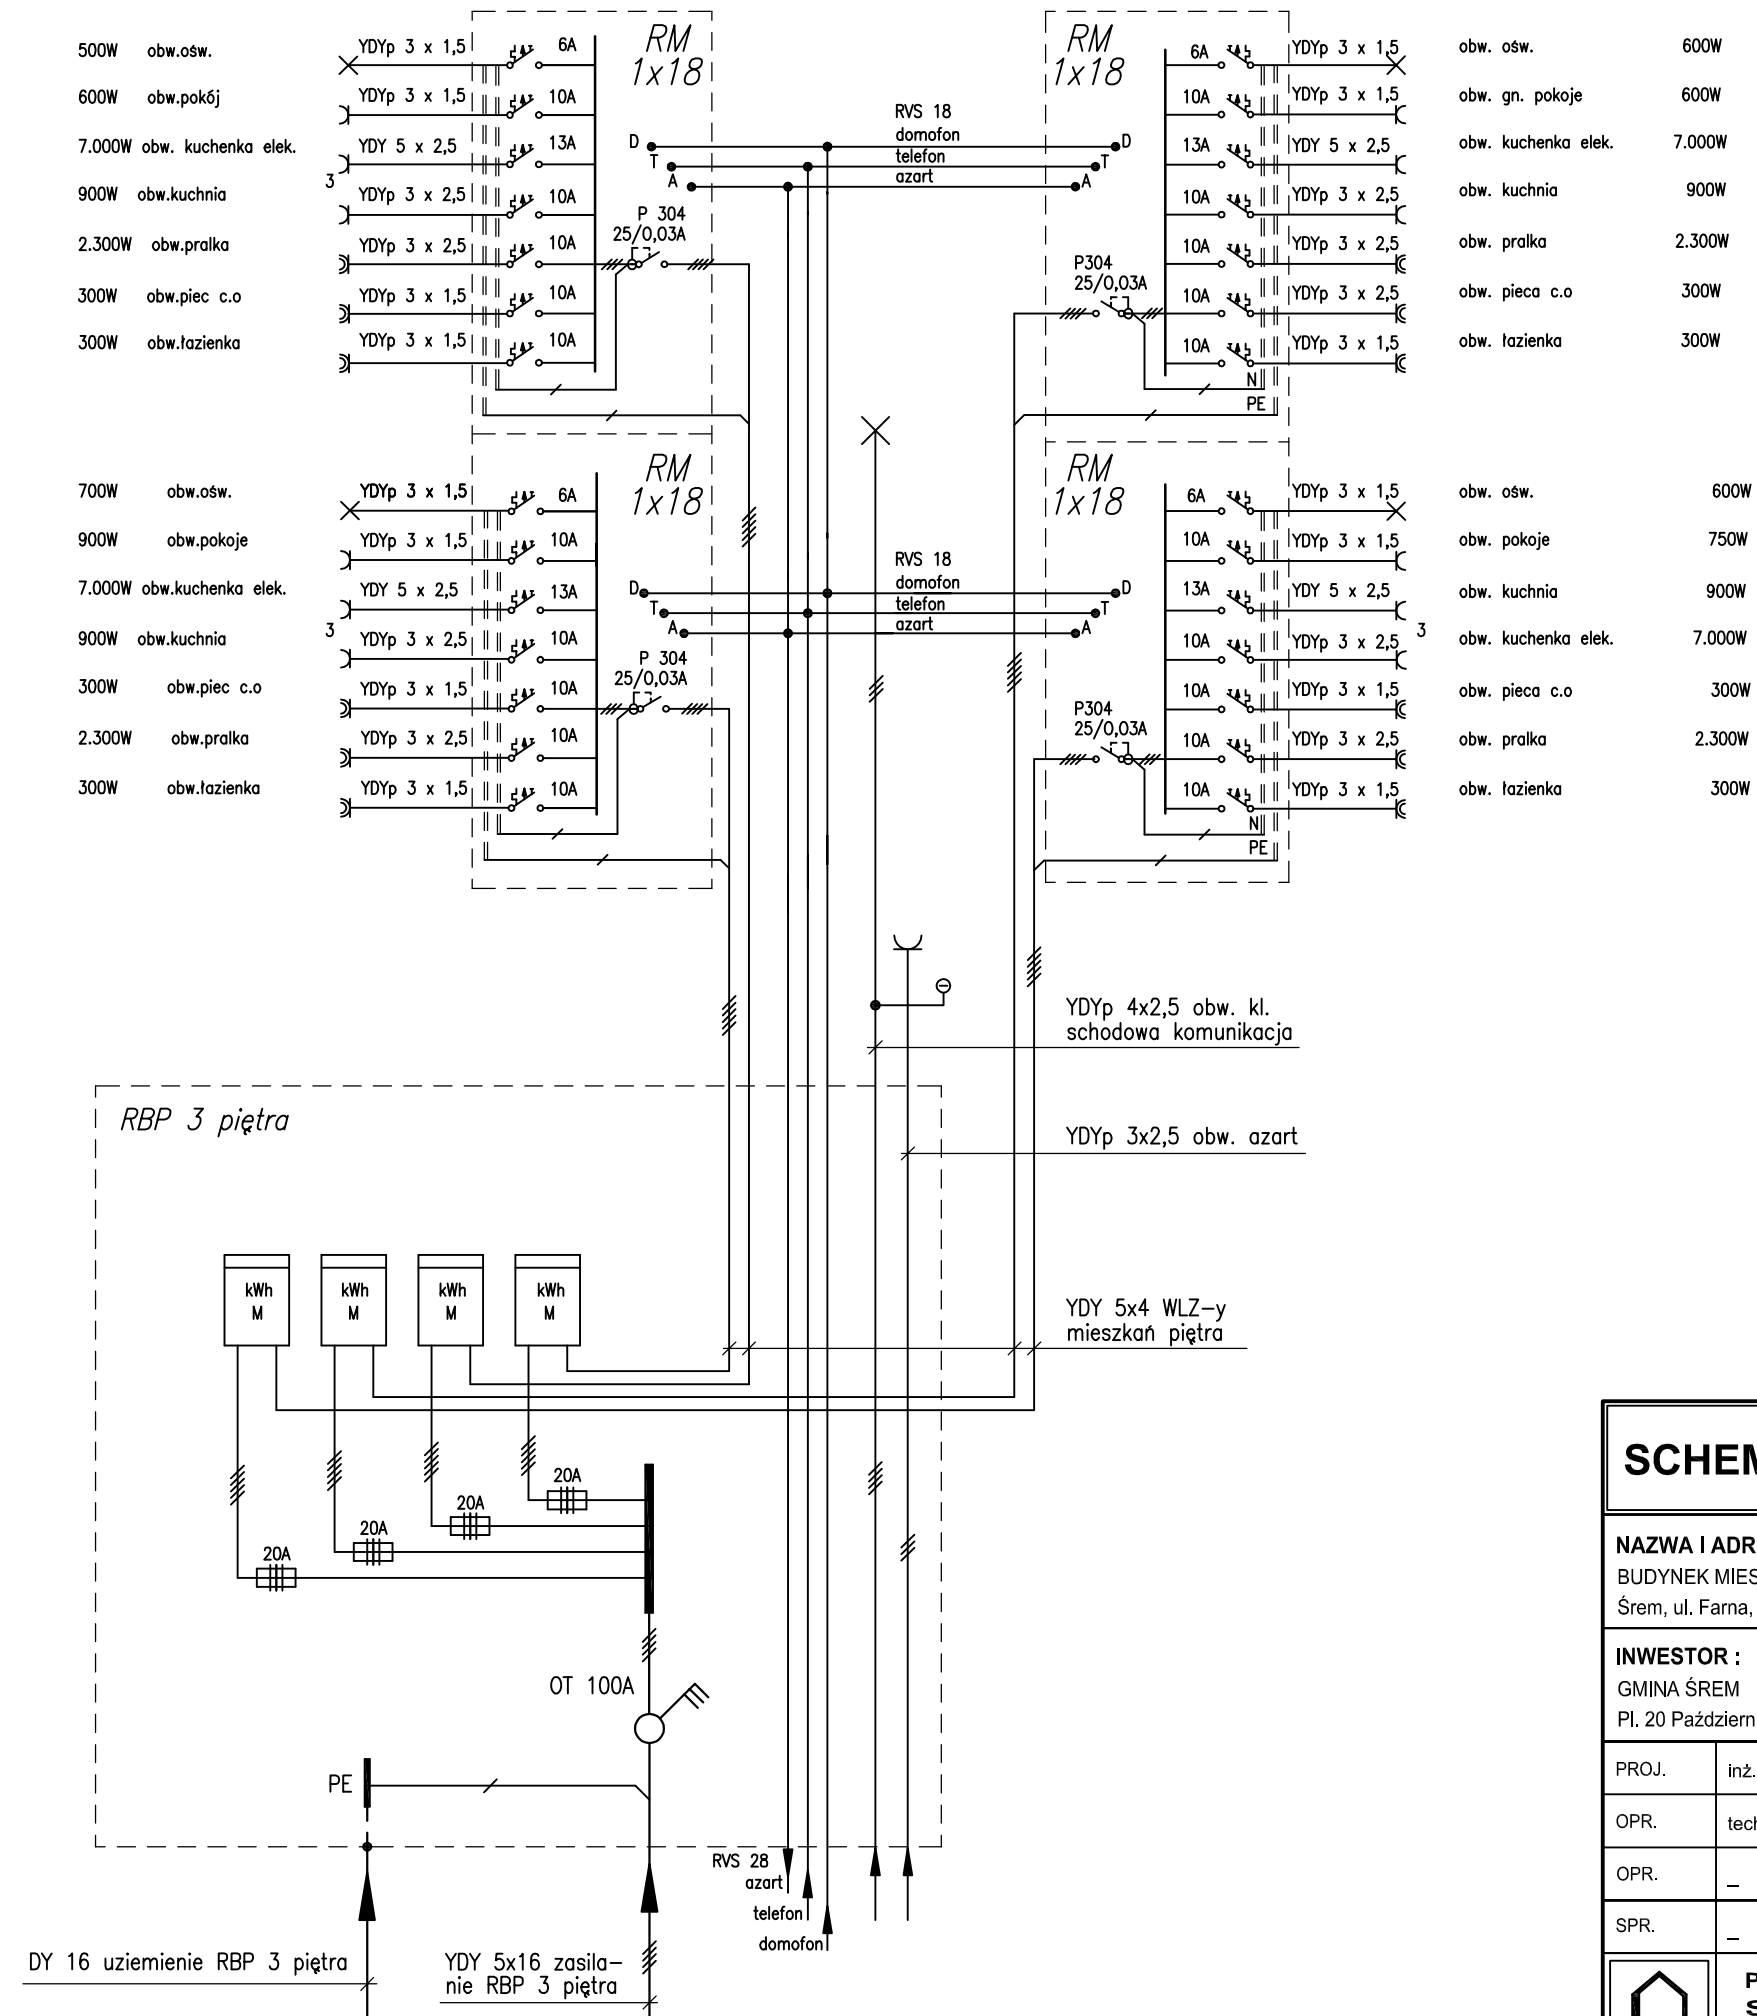 500W obw.ośw. YDYp 3 x 1,5 6A
600W obw.pokój YDYp 3 x 1,5 10A
7.000W obw. kuchenka elek. YDY 5 x 2,5 13A
3
900W obw.kuchnia YDYp 3 x 2,5 10A
2.300W obw.pralka YDYp 3 x 2,5 10A
300W obw.piec c.o YDYp 3 x 1,5 10A
300W obw.łazienka YDYp 3 x 1,5 10A
RM
1x18
D
T
A
P 304
25/0,03A
RVS 18
domofon
telefon
azart
RM
1x18
D
T
A
P304
25/0,03A
6A YDYp 3 x 1,5 obw. ośw. 600W
10A YDYp 3 x 1,5 obw. gn. pokoje 600W
13A YDY 5 x 2,5 obw. kuchenka elek. 7.000W
10A YDYp 3 x 2,5 obw. kuchnia 900W
10A YDYp 3 x 2,5 obw. pralka 2.300W
10A YDYp 3 x 2,5 obw. pieca c.o 300W
10A YDYp 3 x 1,5 obw. łazienka 300W
N
PE
700W obw.ośw. YDYp 3 x 1,5 6A
900W obw.pokoje YDYp 3 x 1,5 10A
7.000W obw.kuchenka elek. YDY 5 x 2,5 13A
3
900W obw.kuchnia YDYp 3 x 2,5 10A
300W obw.piec c.o YDYp 3 x 1,5 10A
2.300W obw.pralka YDYp 3 x 2,5 10A
300W obw.łazienka YDYp 3 x 1,5 10A
RM
1x18
D
T
A
P 304
25/0,03A
RVS 18
domofon
telefon
azart
RM
1x18
D
T
A
P304
25/0,03A
6A YDYp 3 x 1,5 obw. ośw. 600W
10A YDYp 3 x 1,5 obw. pokoje 750W
13A YDY 5 x 2,5 obw. kuchnia 900W
10A YDYp 3 x 2,5 3 obw. kuchenka elek. 7.000W
10A YDYp 3 x 1,5 obw. pieca c.o 300W
10A YDYp 3 x 2,5 obw. pralka 2.300W
10A YDYp 3 x 1,5 obw. łazienka 300W
N
PE
YDYp 4x2,5 obw. kl.
schodowa komunikacja
RBP 3 piętra
YDYp 3x2,5 obw. azart
kWh kWh kWh kWh
M M M M
YDY 5x4 WLZ-y
mieszkań piętra
20A
20A
20A
20A
OT 100A
PE
RVS 28
azart
telefon
domofon
DY 16 uziemienie RBP 3 piętra
YDY 5x16 zasila-
nie RBP 3 piętra
SCHEM
NAZWA I ADR
BUDYNEK MIES
Śrem, ul. Farna,
INWESTOR :
GMINA ŚREM
Pl. 20 Październ
PROJ. inż.
OPR. tech
OPR. _
SPR. _